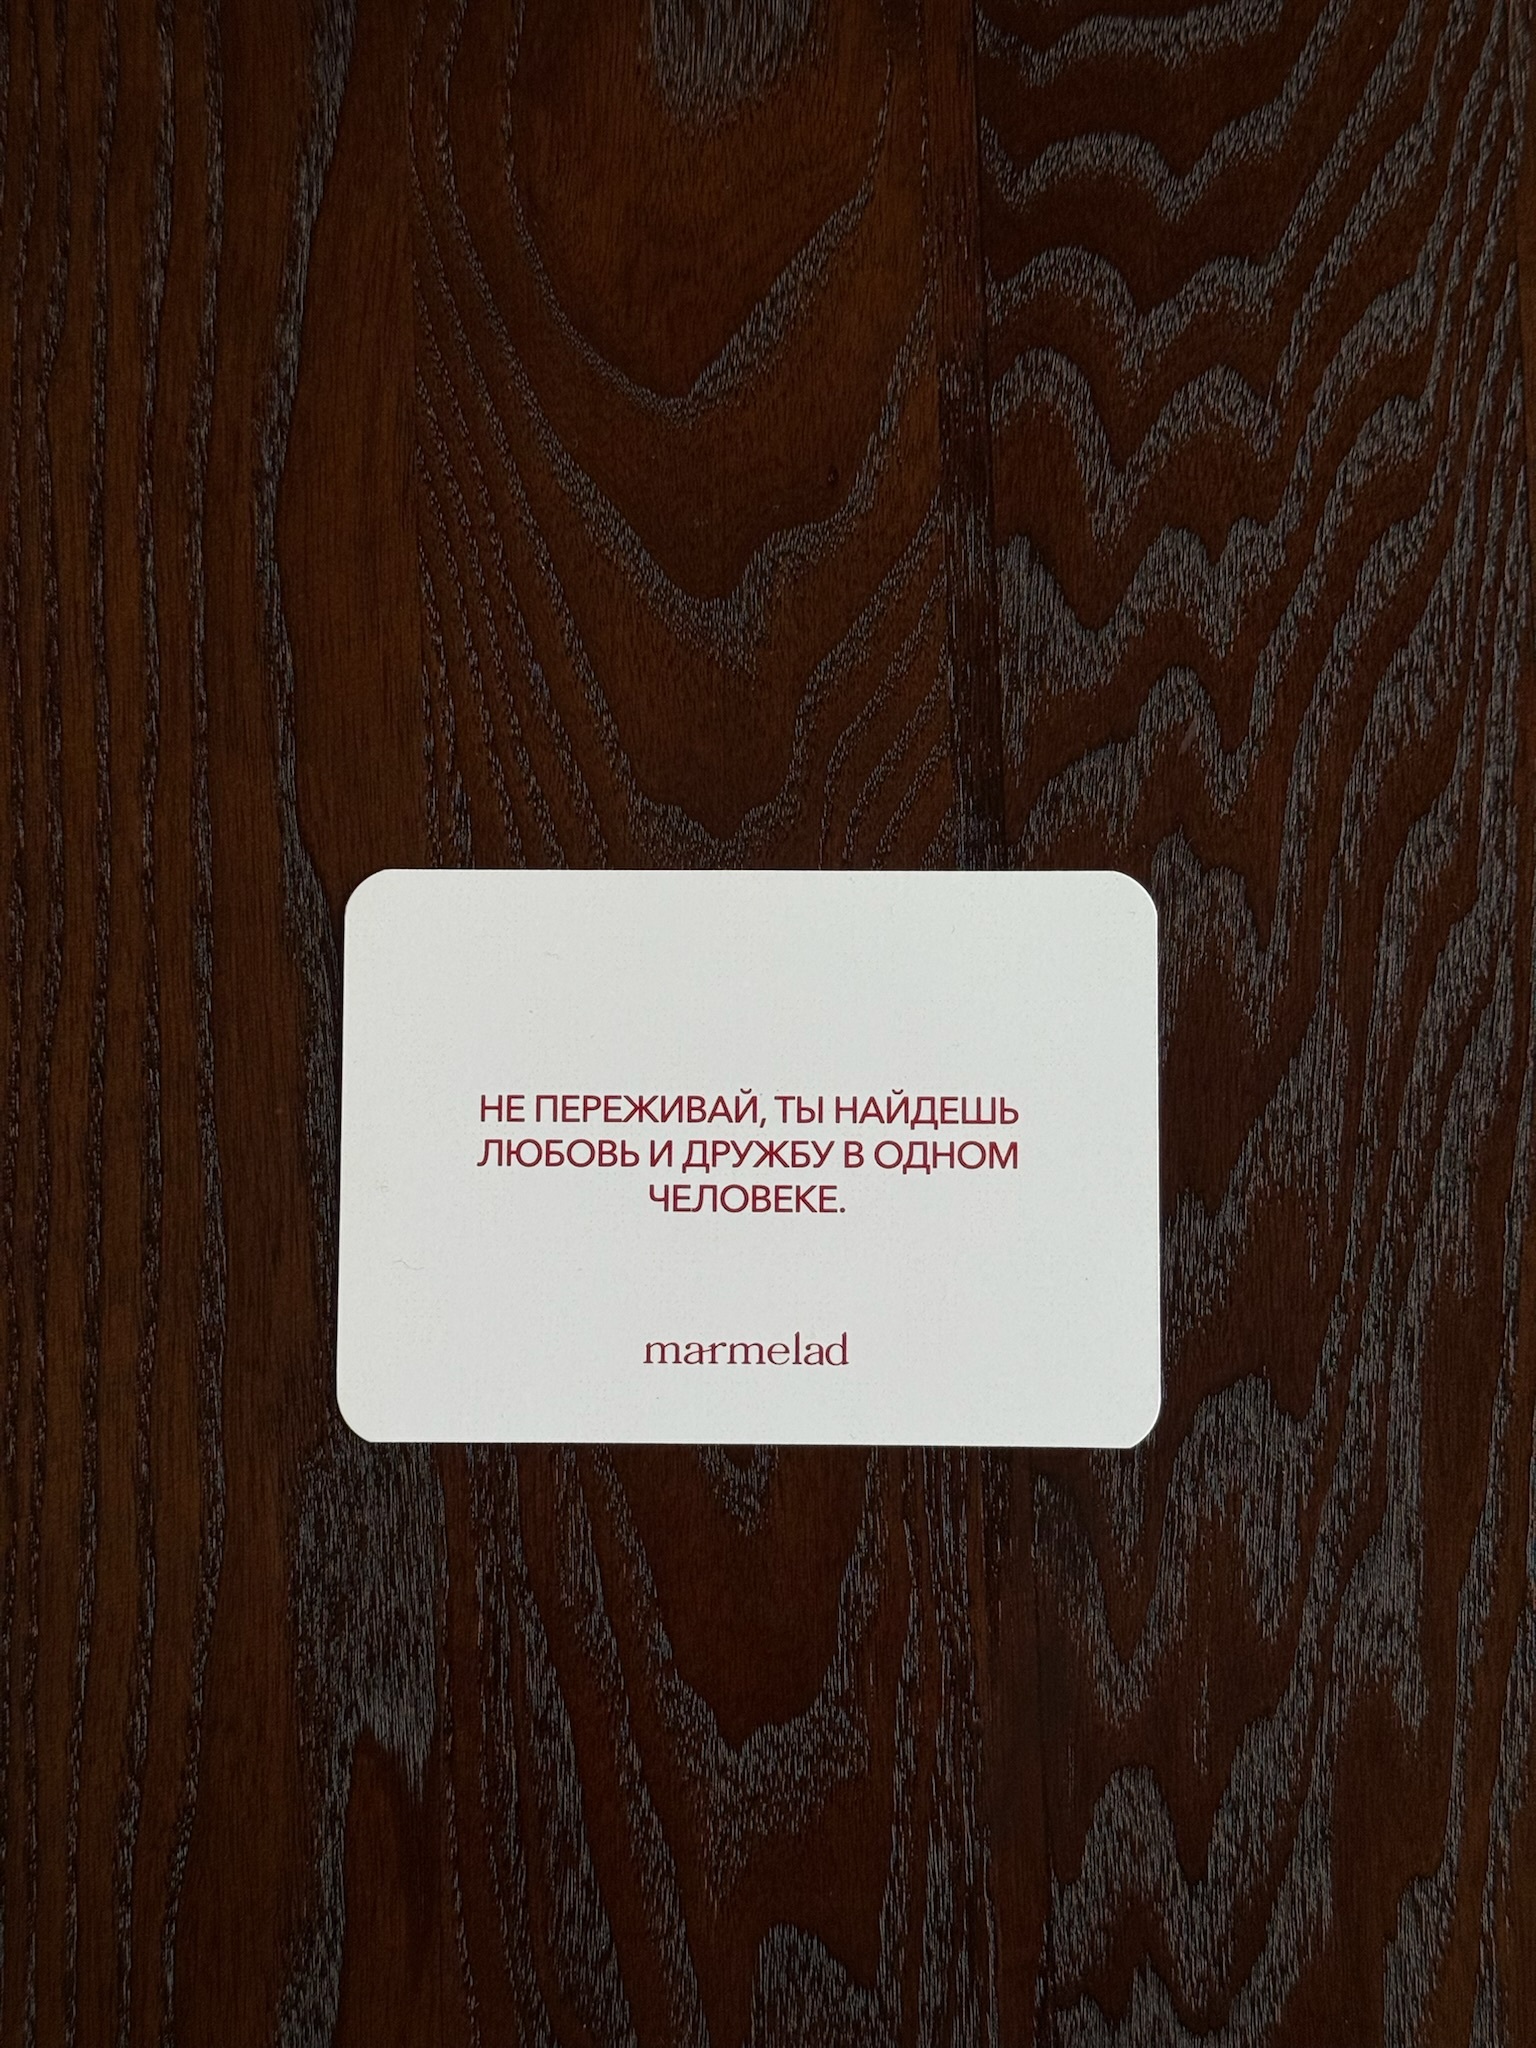 НЕ ПЕРЕЖИВАЙ, ТЫ НАЙДЕШЬ
ЛЮБОВЬ И ДРУЖБУ В ОДНОМ
ЧЕЛОВЕКЕ.
marmelad